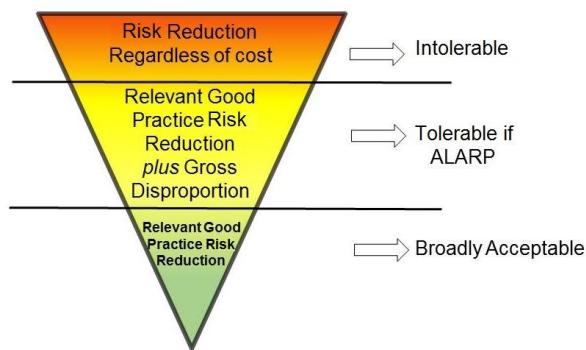 Risk Reduction
Regardless of cost
Intolerable
Relevant Good
Practice Risk
Reduction
plus Gross
Disproportion
Tolerable if
ALARP
Relevant Good
Practice Risk
Reduction
Broadly Acceptable